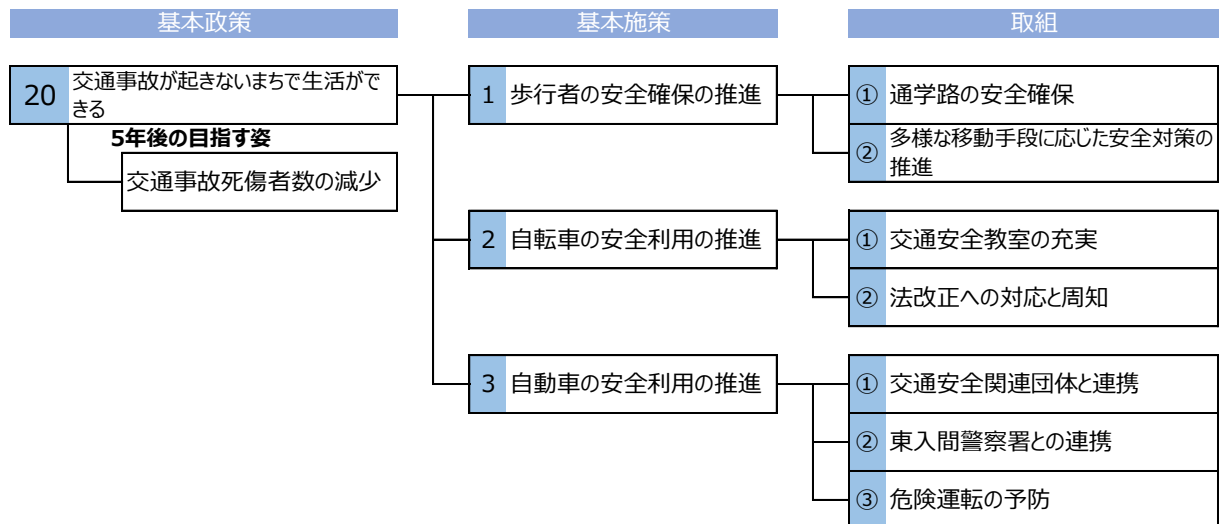 基本政策
基本施策
取組
20 交通事故が起きないまちで生活がで
きる
5年後の目指す姿
交通事故死傷者数の減少
1 歩行者の安全確保の推進
① 通学路の安全確保
② 多様な移動手段に応じた安全対策の
推進
2 自転車の安全利用の推進
① 交通安全教室の充実
② 法改正への対応と周知
3 自動車の安全利用の推進
① 交通安全関連団体と連携
② 東入間警察署との連携
③ 危険運転の予防